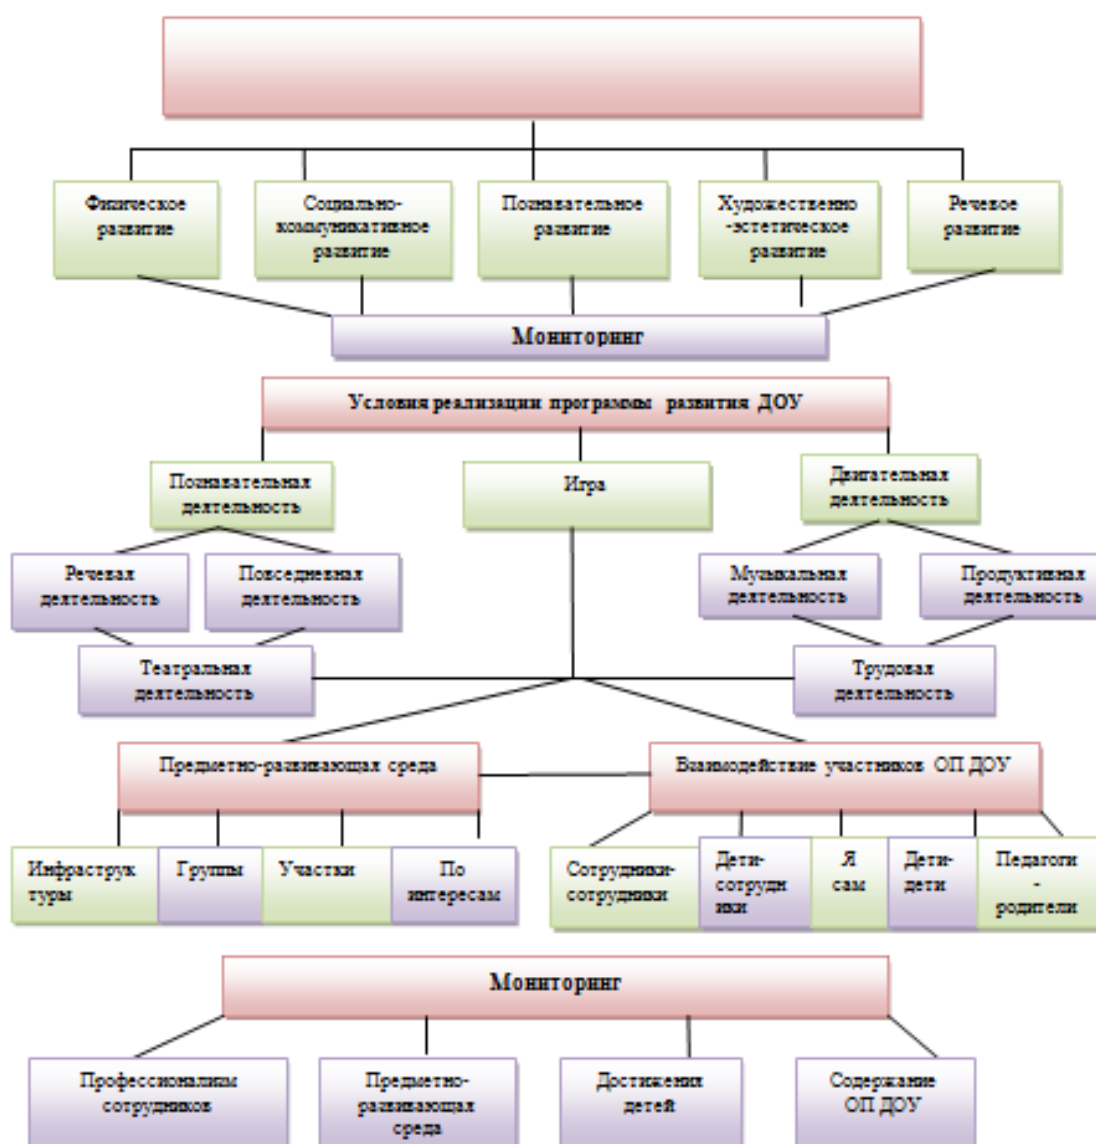 Физическое
развитие
Социально-
коммуникативное
развитие
Познавательное
развитие
Художественно
-эстетическое
развитие
Речевое
развитие
Мониторинг
Условия реализации программы развития ДОУ
Познавательная
деятельность
Игра
Двигательная
деятельность
Речевая
деятельность
Повседневная
деятельность
Музыкальная
деятельность
Продуктивная
деятельность
Театральная
деятельность
Трудовая
деятельность
Предметно-развивающая среда
Взаимодействие участников ОП ДОУ
Инфраструк
туры
Группы
Участки
По
интересам
Сотрудники-
сотрудники
Дети-
сотрудн
ики
Я
сам
Дети-
дети
Педагоги
-
родители
Мониторинг
Профессионализм
сотрудников
Предметно-
развивающая
среда
Достижения
детей
Содержание
ОП ДОУ